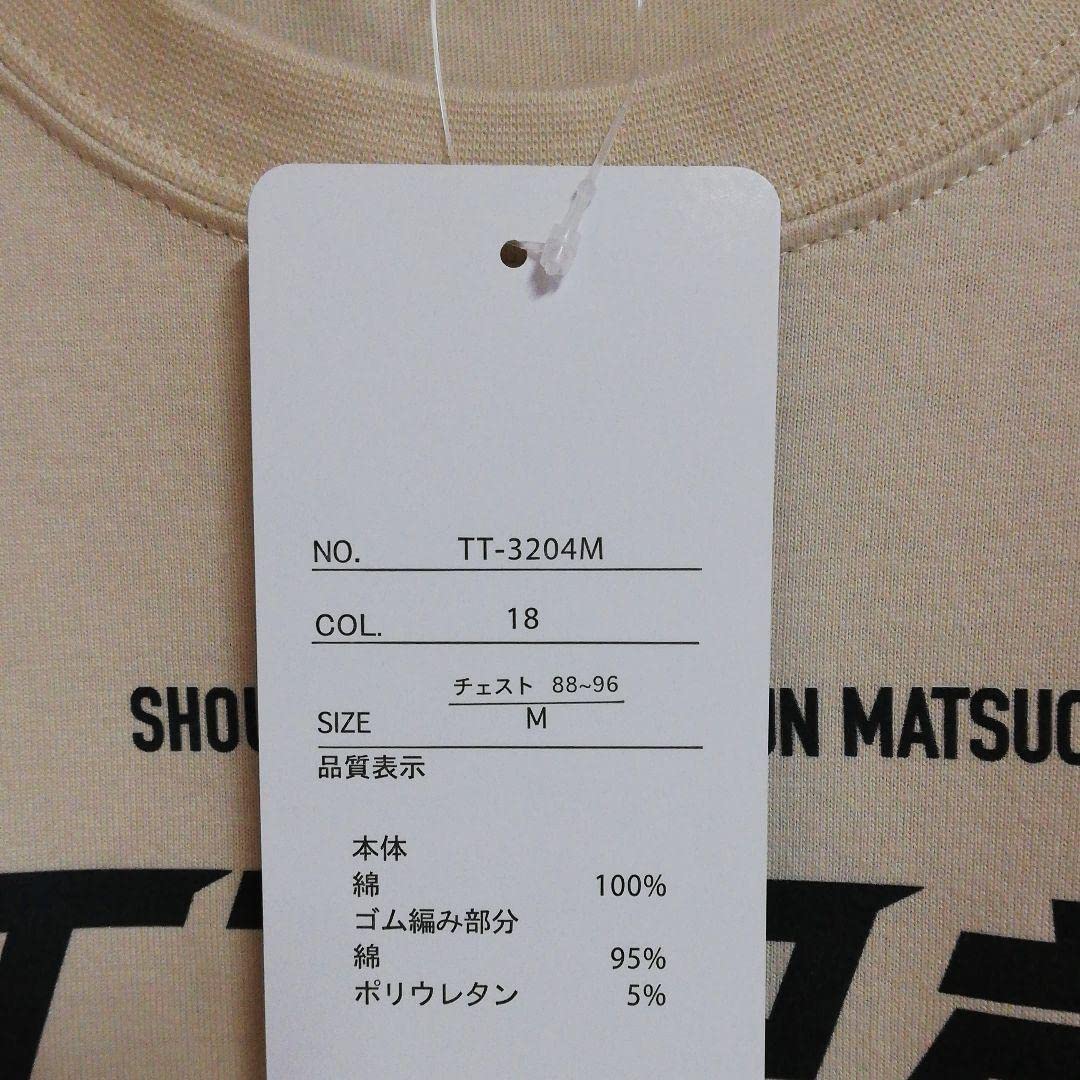 NO. TT-3204M
COL. 18
チェスト 88~96
SIZE M
SHOU
UN MATSUO
品質表示
本体
綿 100%
ゴム編み部分
綿 95%
ポリウレタン 5%